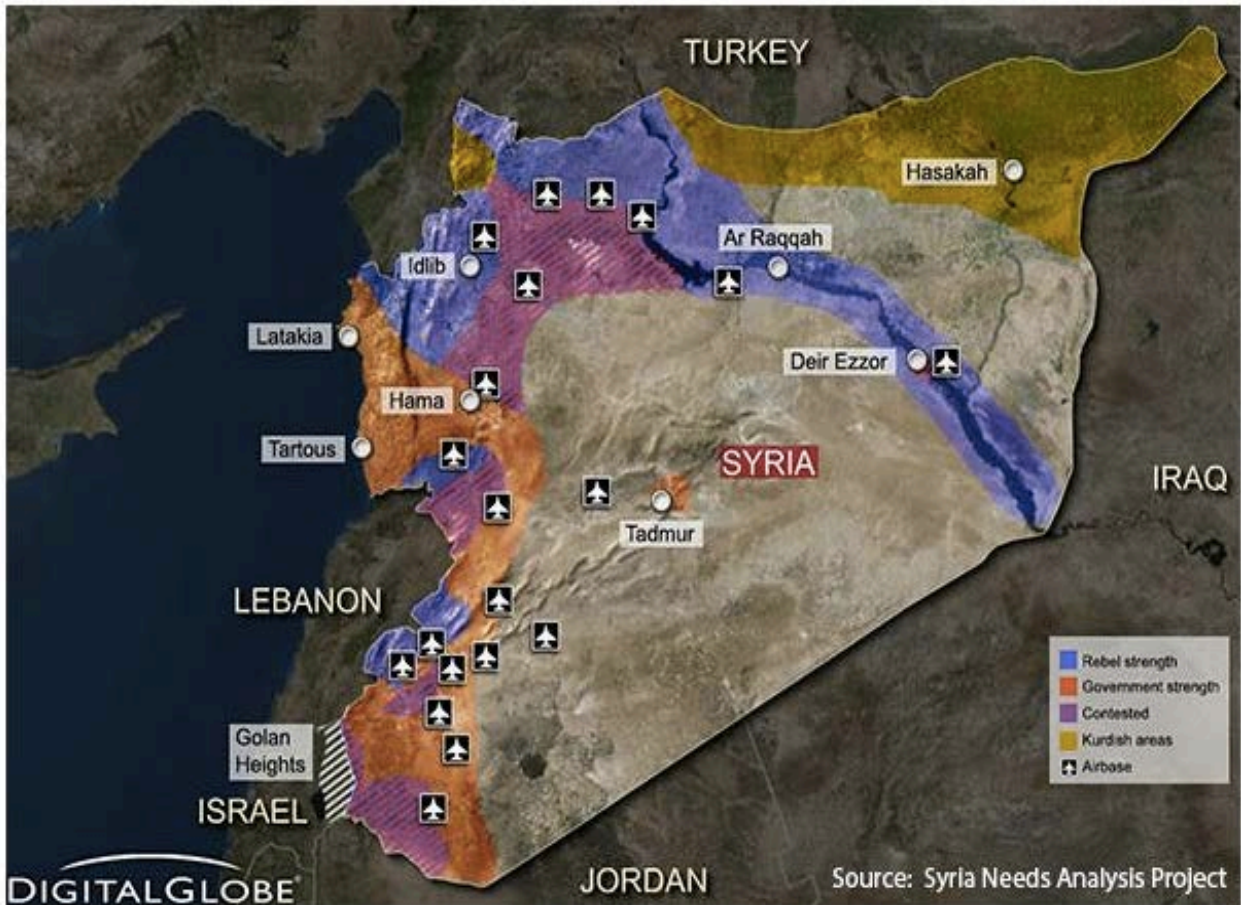 TURKEY
Hasakah
Ar Raqqah
Idlib
Latakia
Deir Ezzor
Hama
Tartous
SYRIA
IRAQ
Tadmur
LEBANON
Rebel strength
Government strength
Contested
Kurdish areas
Airbase
Golan
Heights
ISRAEL
JORDAN
Source: Syria Needs Analysis Project
DIGITALGLOBE®